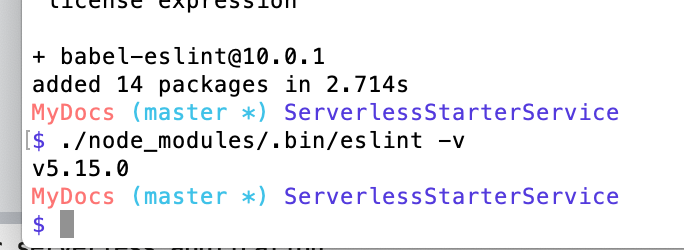 license expression
+ babel-eslint@10.0.1
added 14 packages in 2.714s
MyDocs (master *) ServerlessStarterService
[$ ./node_modules/.bin/eslint -v
v5.15.0
MyDocs (master *) ServerlessStarterService
$